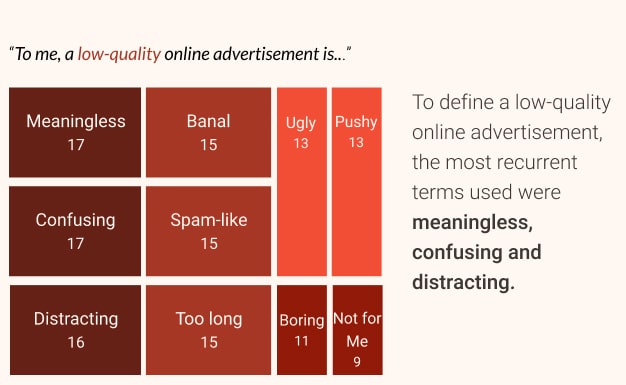 “To me, a low-quality online advertisement is...”
Meaningless
17
Banal
15
Ugly
13
Pushy
13
Confusing
17
Spam-like
15
Distracting
16
Too long
15
Boring
11
Not for
Me
9
To define a low-quality
online advertisement,
the most recurrent
terms used were
meaningless,
confusing and
distracting.